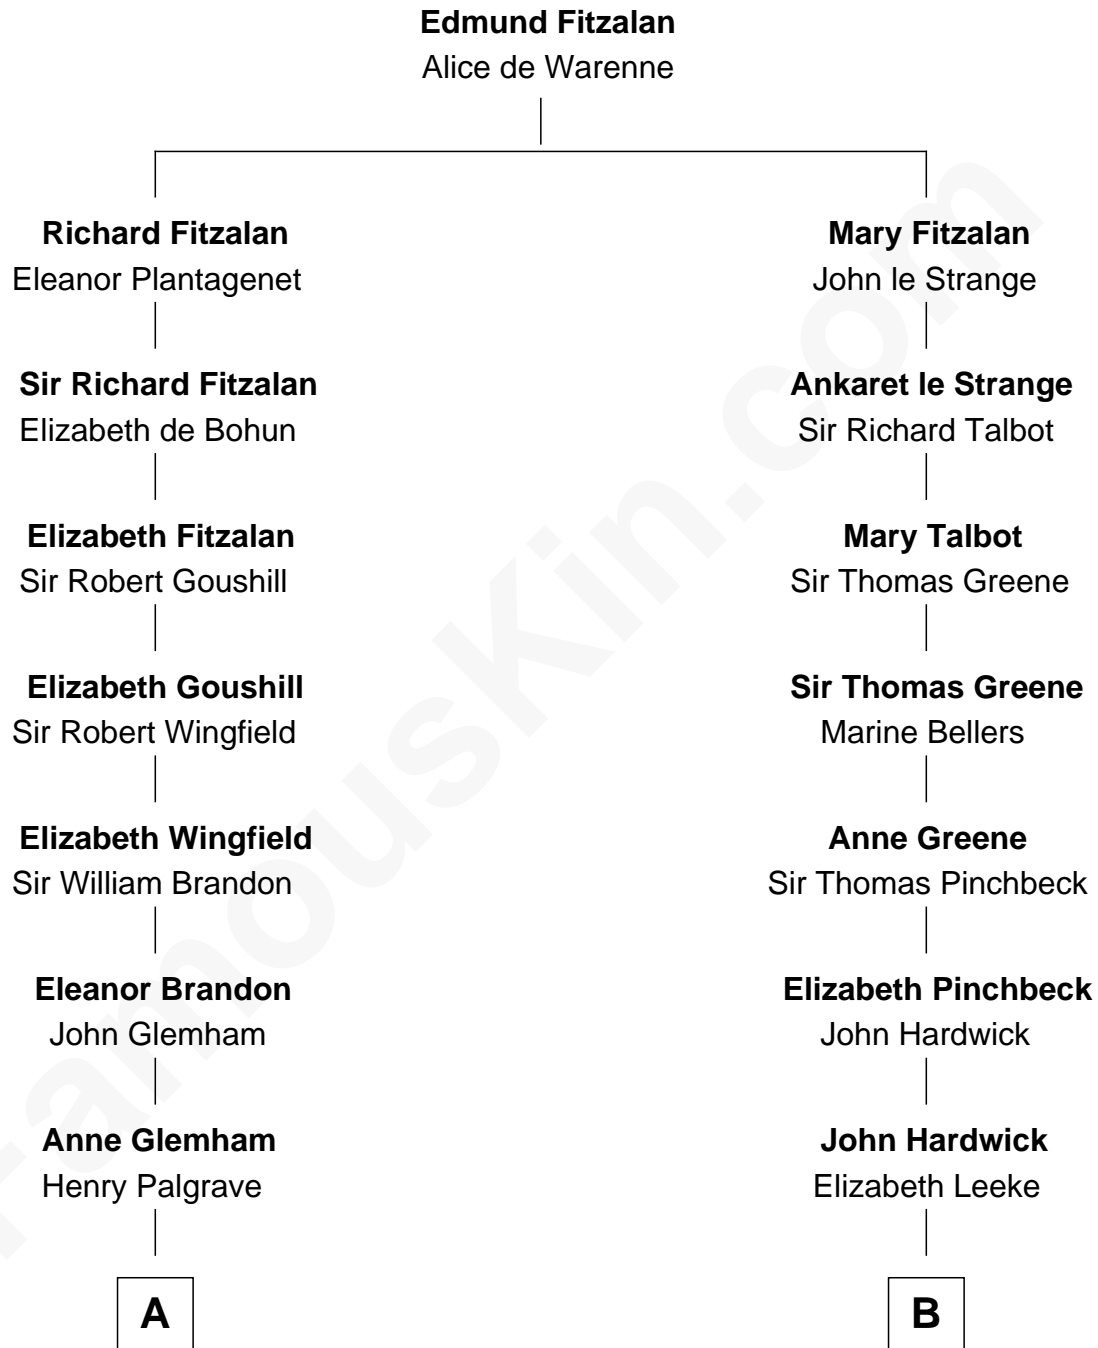 Edmund Fitzalan
Alice de Warenne
Richard Fitzalan
Eleanor Plantagenet
Mary Fitzalan
John le Strange
Sir Richard Fitzalan
Elizabeth de Bohun
Ankaret le Strange
Sir Richard Talbot
Elizabeth Fitzalan
Sir Robert Goushill
Mary Talbot
Sir Thomas Greene
Elizabeth Goushill
Sir Robert Wingfield
Sir Thomas Greene
Marine Bellers
Elizabeth Wingfield
Sir William Brandon
Anne Greene
Sir Thomas Pinchbeck
Eleanor Brandon
John Glemham
Elizabeth Pinchbeck
John Hardwick
Anne Glemham
Henry Palgrave
John Hardwick
Elizabeth Leeke
A
B
FamousKin.com